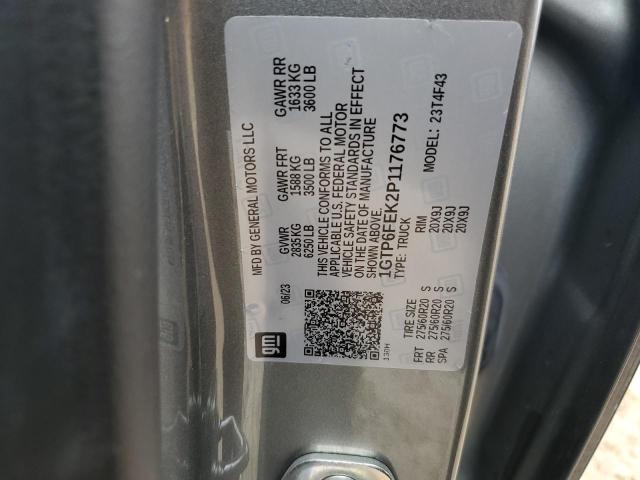 MFD BY GENERAL MOTORS LLC
06/23
GVWR GAWR FRT GAWR RR
2835 KG 1588 KG 1633 KG
6250 LB 3500 LB 3600 LB
THIS VEHICLE CONFORMS TO ALL
APPLICABLE U.S. FEDERAL MOTOR
VEHICLE SAFETY STANDARDS IN EFFECT
ON THE DATE OF MANUFACTURE
SHOWN ABOVE.
1GTP6FEK2P1176773
TYPE: TRUCK
MODEL: 23T4F43
gm
130H
TIRE SIZE RIM
FRT 275/60R20 S 20X9J
RR 275/60R20 S 20X9J
SPA 275/60R20 S 20X9J